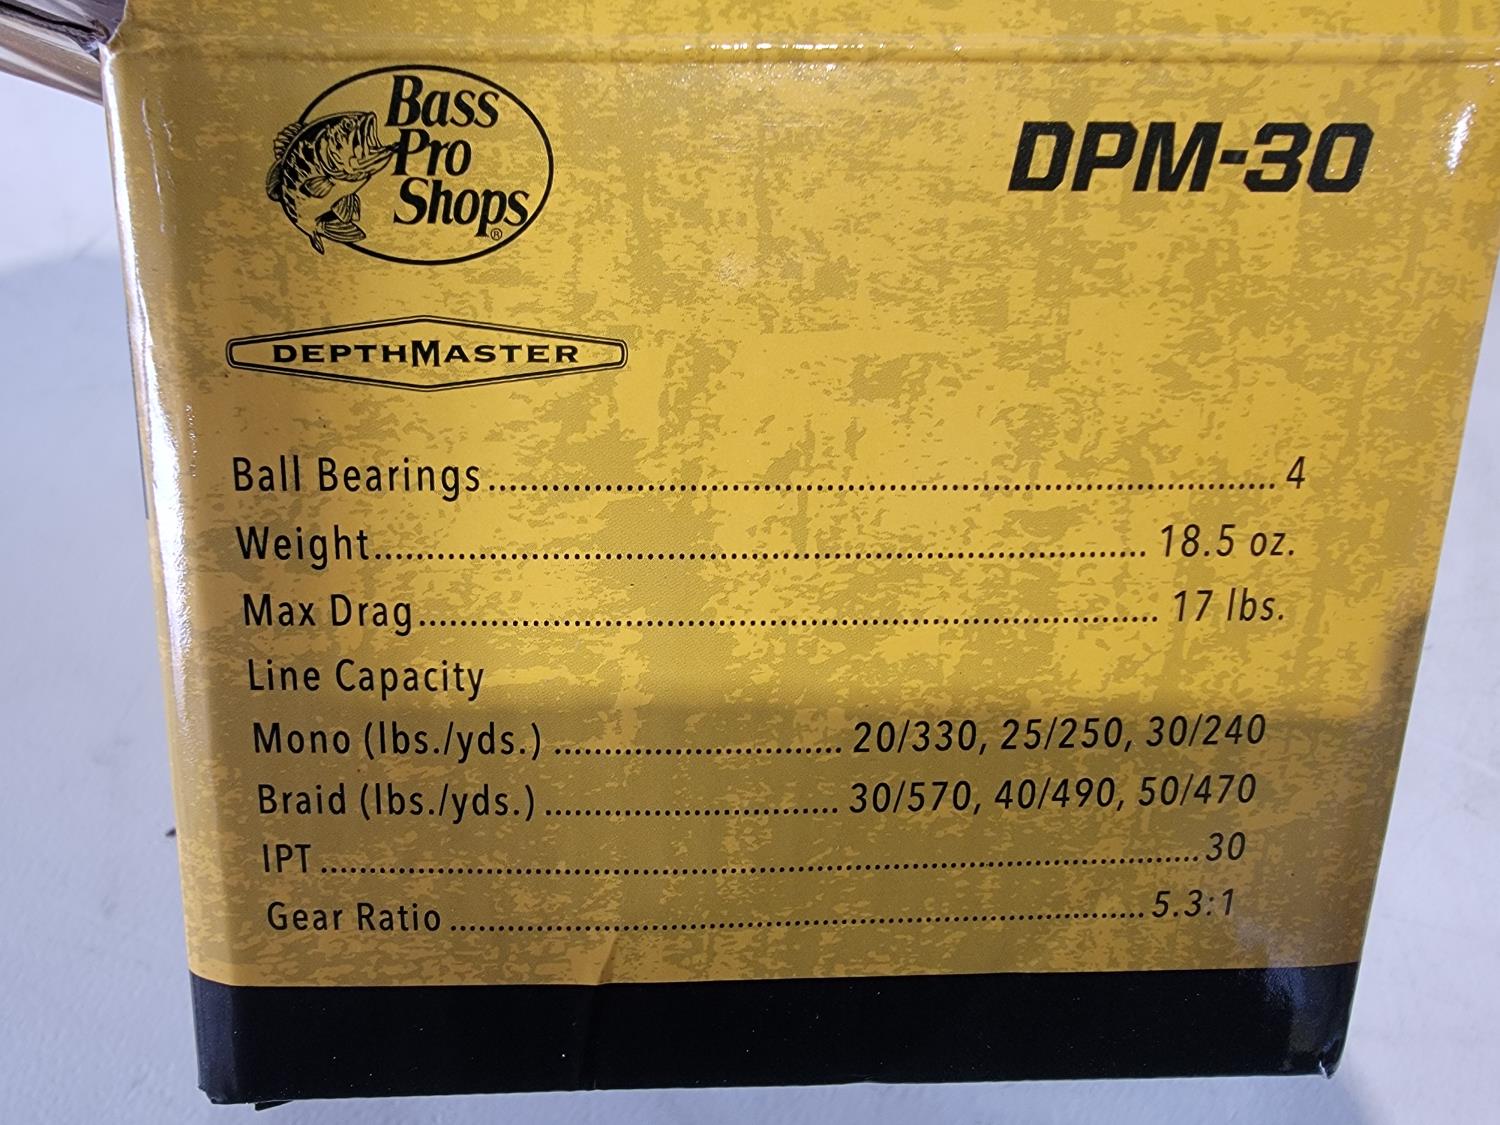 Bass
Pro
Shops®
DPM-30
DEPTHMASTER
Ball Bearings........................................................................... 4
Weight.......................................................................... 18.5 oz.
Max Drag....................................................................... 17 lbs.
Line Capacity
Mono (lbs./yds.) ............................ 20/330, 25/250, 30/240
Braid (lbs./yds.) ............................ 30/570, 40/490, 50/470
IPT ................................................................................... 30
Gear Ratio .................................................................. 5.3:1